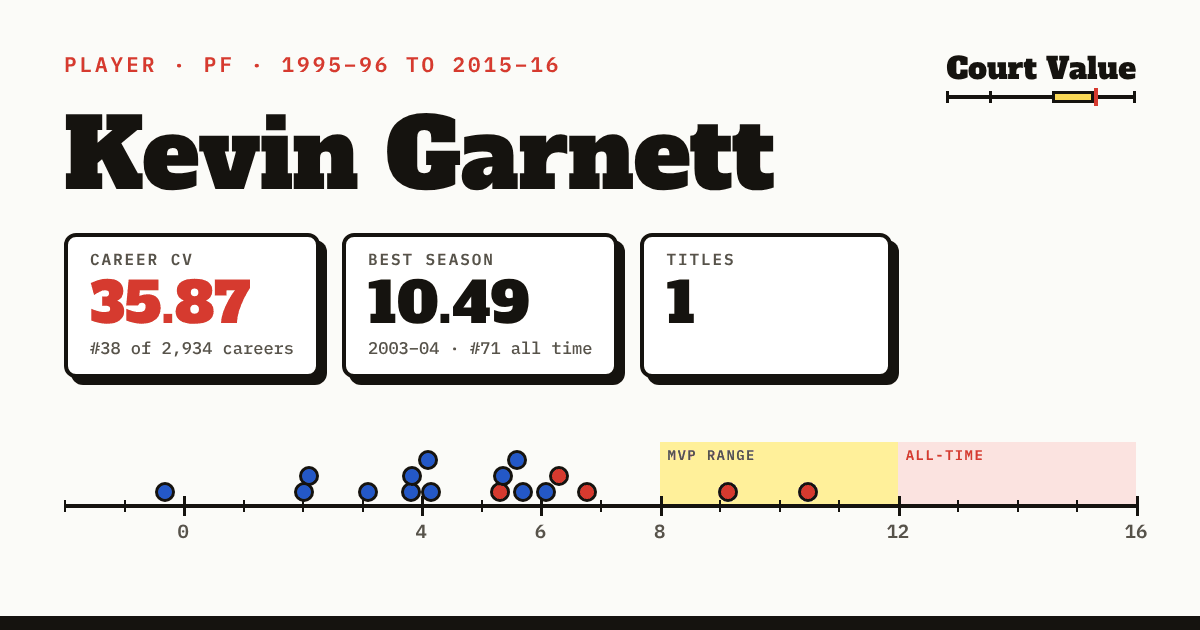 PLAYER · PF · 1995–96 TO 2015–16
Court Value
Kevin Garnett
CAREER CV
35.87
#38 of 2,934 careers
BEST SEASON
10.49
2003–04 · #71 all time
TITLES
1
MVP RANGE
ALL-TIME
0 4 6 8 12 16